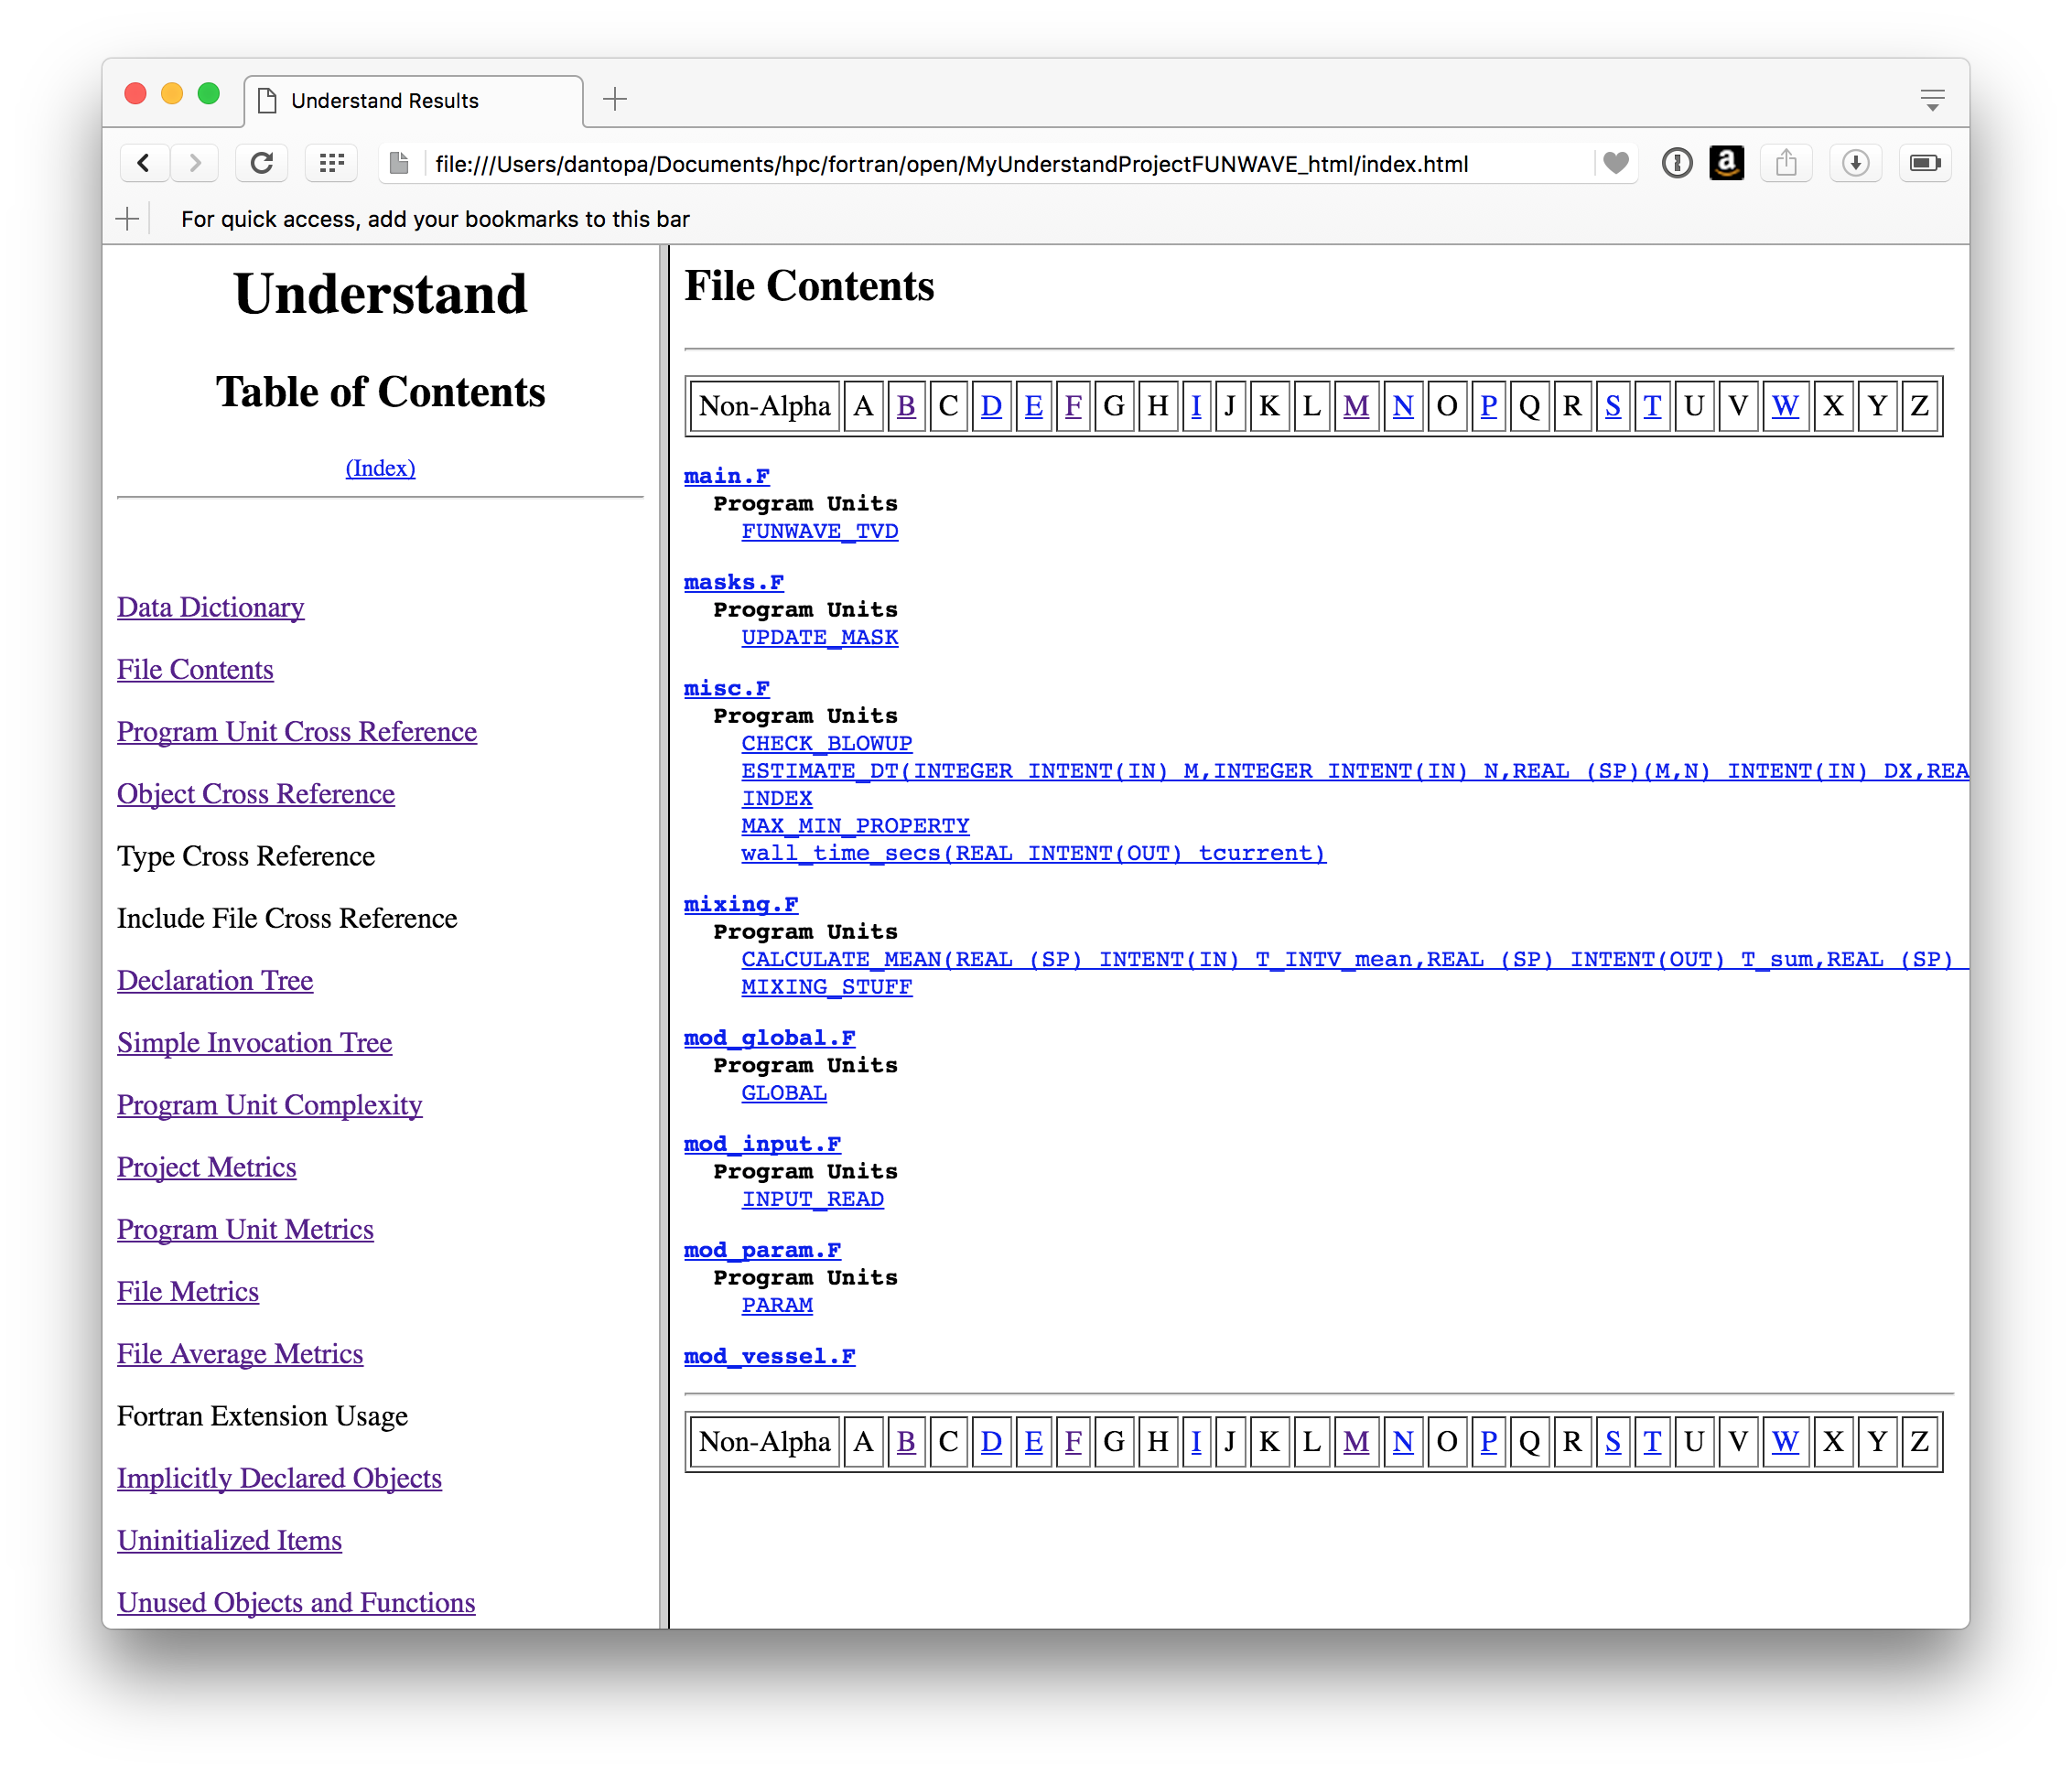 Understand Results
file:///Users/dantopa/Documents/hpc/fortran/open/MyUnderstandProjectFUNWAVE_html/index.html
For quick access, add your bookmarks to this bar
Understand
Table of Contents
(Index)
Data Dictionary
File Contents
Program Unit Cross Reference
Object Cross Reference
Type Cross Reference
Include File Cross Reference
Declaration Tree
Simple Invocation Tree
Program Unit Complexity
Project Metrics
Program Unit Metrics
File Metrics
File Average Metrics
Fortran Extension Usage
Implicitly Declared Objects
Uninitialized Items
Unused Objects and Functions
File Contents
Non-Alpha A B C D E F G H I J K L M N O P Q R S T U V W X Y Z
main.F
Program Units
FUNWAVE_TVD
masks.F
Program Units
UPDATE_MASK
misc.F
Program Units
CHECK_BLOWUP
ESTIMATE_DT(INTEGER INTENT(IN) M,INTEGER INTENT(IN) N,REAL (SP)(M,N) INTENT(IN) DX,REA
INDEX
MAX_MIN_PROPERTY
wall_time_secs(REAL INTENT(OUT) tcurrent)
mixing.F
Program Units
CALCULATE_MEAN(REAL (SP) INTENT(IN) T_INTV_mean,REAL (SP) INTENT(OUT) T_sum,REAL (SP)
MIXING_STUFF
mod_global.F
Program Units
GLOBAL
mod_input.F
Program Units
INPUT_READ
mod_param.F
Program Units
PARAM
mod_vessel.F
Non-Alpha A B C D E F G H I J K L M N O P Q R S T U V W X Y Z